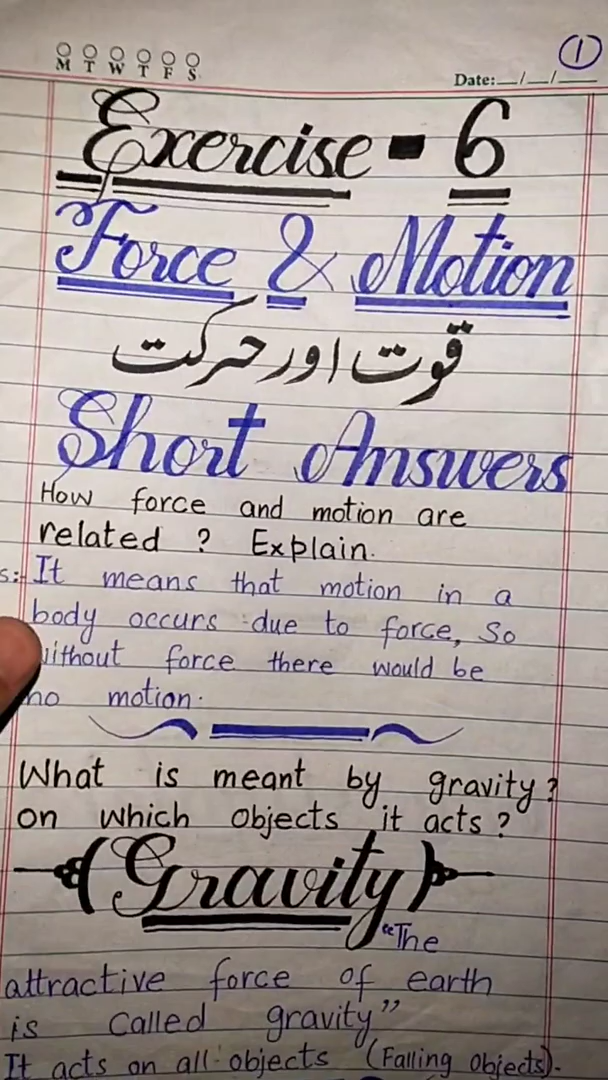 ①
M T W T F S
Date:__/__/__
Exercise - 6
Force & Motion
قوت اور حرکت
Short Answers
How force and motion are
related ? Explain.
s:- It means that motion in a
body occurs due to force, So
without force there would be
no motion.
What is meant by gravity?
on which objects it acts ?
(Gravity)
"The
attractive force of earth
is called gravity"
It acts on all objects (Falling objects).